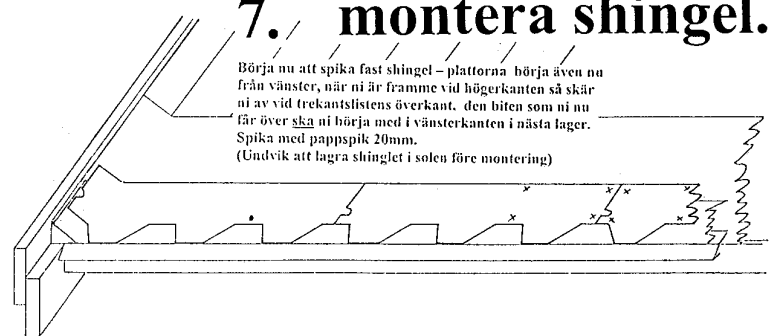 7. montera shingel.
Börja nu att spika fast shingel – plattorna börja även nu
från vänster, när ni är framme vid högerkanten så skär
ni av vid trekantslistens överkant. den biten som ni nu
får över ska ni börja med i vänsterkanten i nästa lager.
Spika med pappspik 20mm.
(Undvik att lagra shinglet i solen före montering)